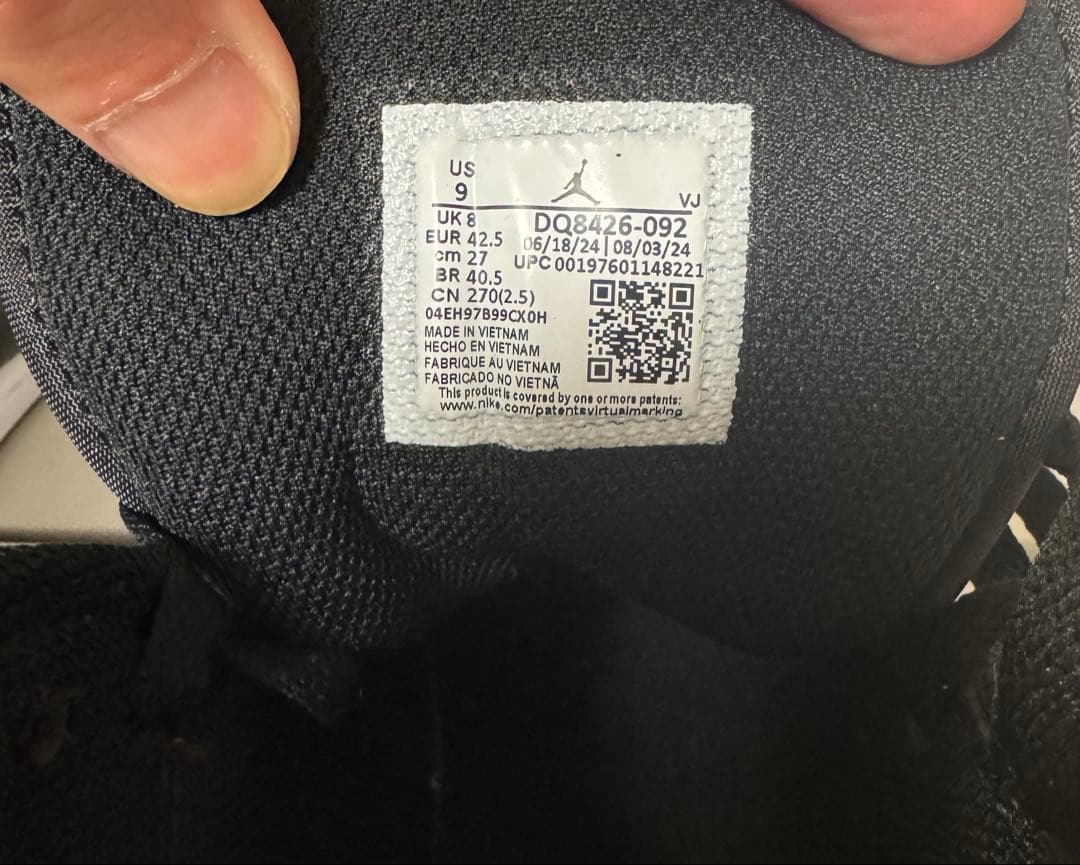 US
9
VJ
UK 8
DQ8426-092
EUR 42.5
06/18/24 | 08/03/24
cm 27
UPC 00197601148221
BR 40.5
CN 270(2.5)
04EH97B99CX0H
MADE IN VIETNAM
HECHO EN VIETNAM
FABRIQUE AU VIETNAM
FABRICADO NO VIETNÃ
This product is covered by one or more patents:
www.nike.com/patentsvirtualmarking